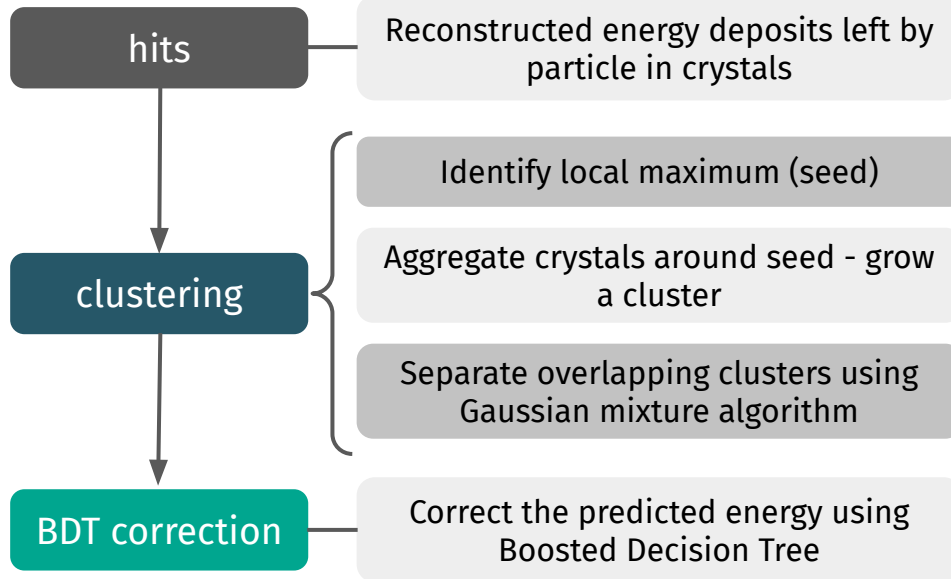 hits
Reconstructed energy deposits left by
particle in crystals
Identify local maximum (seed)
clustering
Aggregate crystals around seed - grow
a cluster
Separate overlapping clusters using
Gaussian mixture algorithm
BDT correction
Correct the predicted energy using
Boosted Decision Tree